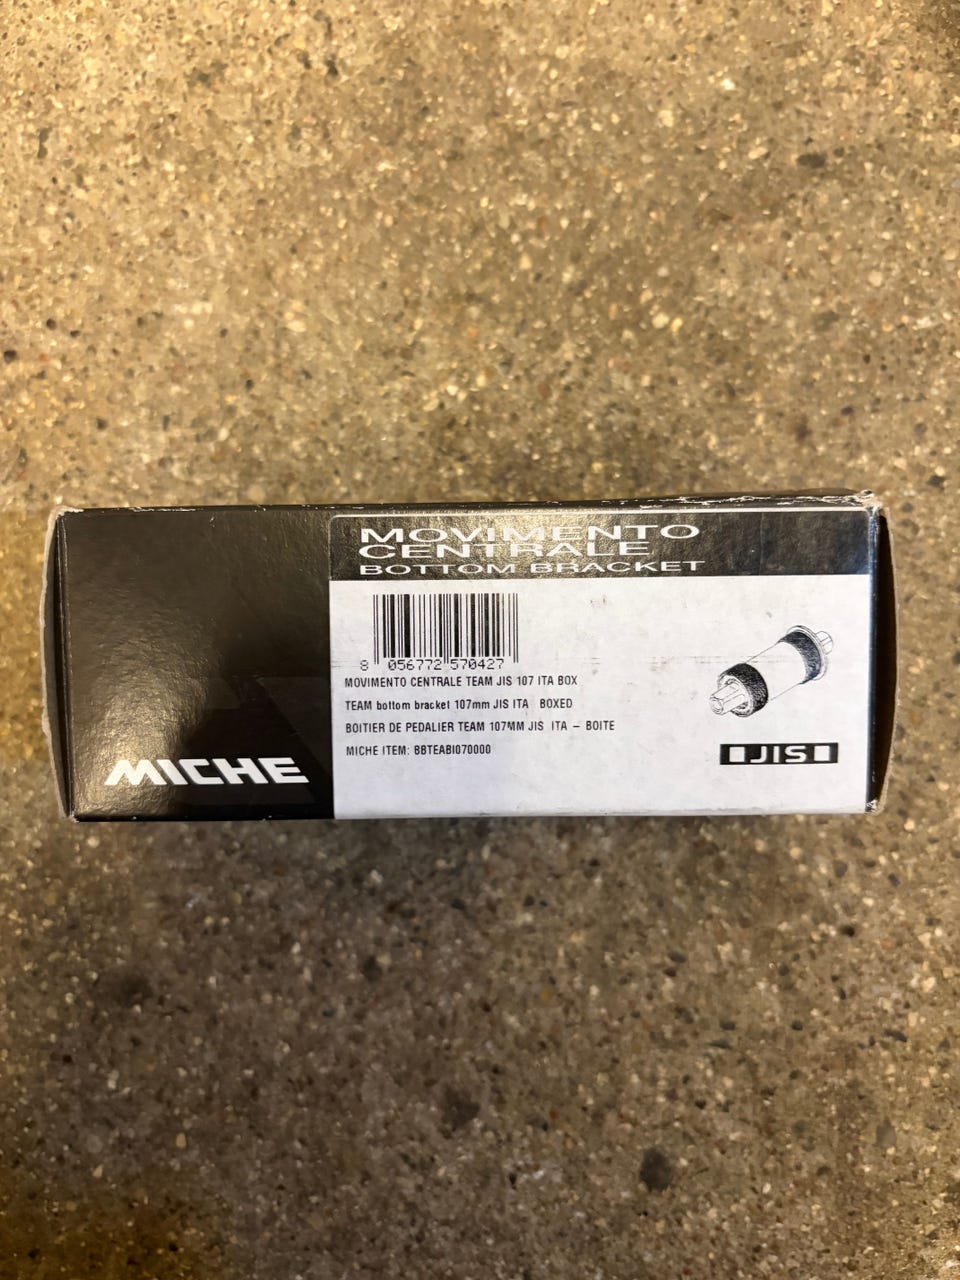 MOVIMENTO
CENTRALE
BOTTOM BRACKET
8 056772 570427
MOVIMENTO CENTRALE TEAM JIS 107 ITA BOX
TEAM bottom bracket 107mm JIS ITA BOXED
BOITIER DE PEDALIER TEAM 107MM JIS ITA - BOITE
MICHE ITEM: BBTEABI070000
JIS
MICHE